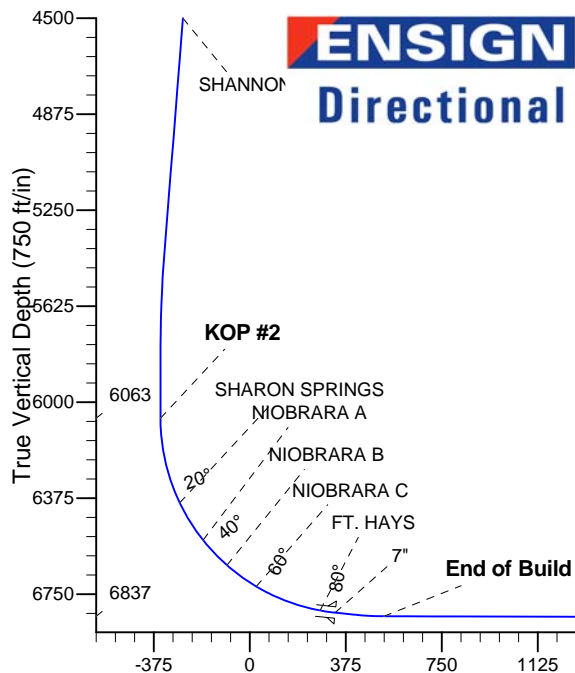 4500
ENSIGN
Directional
SHANNON
4875
5250
True Vertical Depth (750 ft/in)
5625
KOP #2
6063
6000
SHARON SPRINGS
NIOBRARA A
NIOBRARA B
20°
6375
NIOBRARA C
40°
FT. HAYS
60°
7"
80°
End of Build
6837
6750
-375 0 375 750 1125